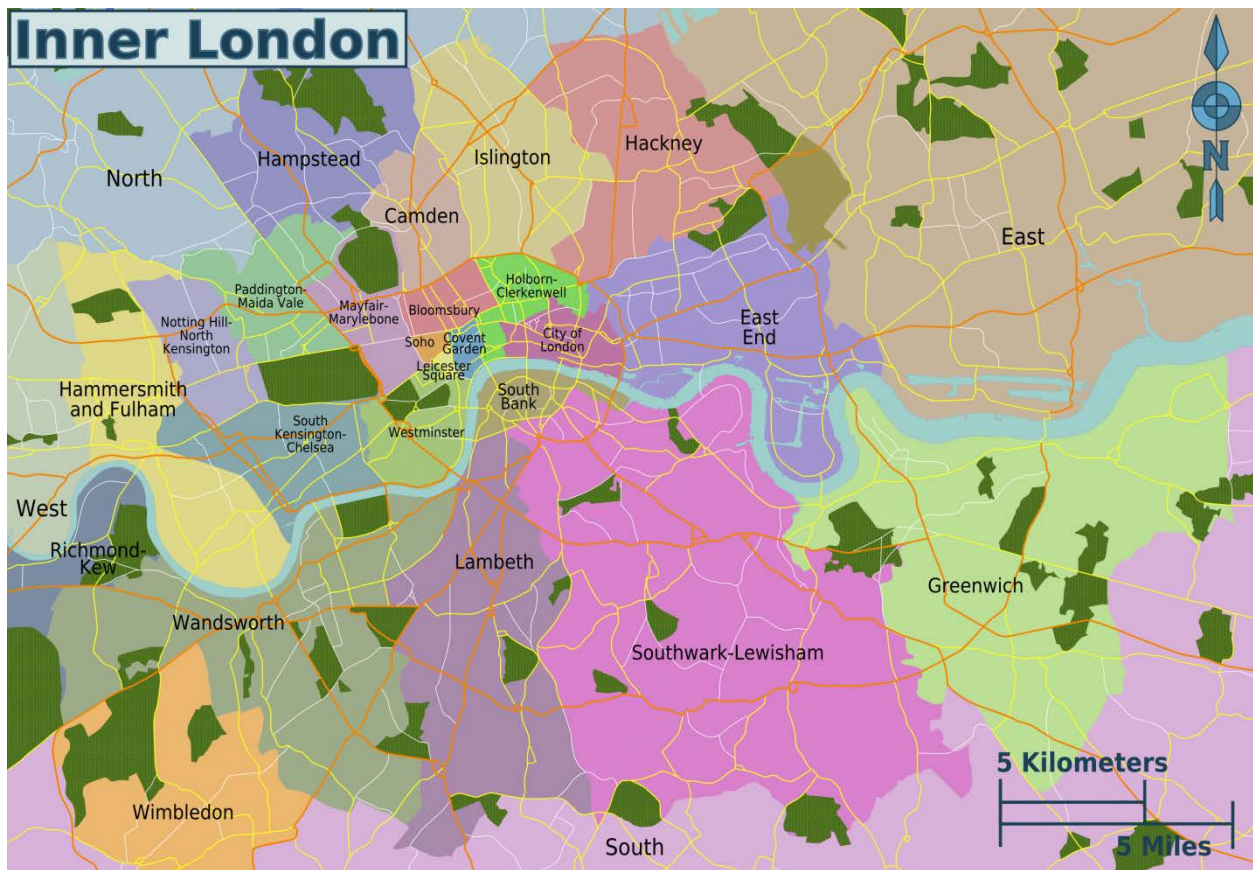 Inner London
N
North
Hampstead
Islington
Hackney
Camden
East
Paddington-
Maida Vale
Mayfair-
Marylebone
Bloomsbury
Holborn-
Clerkenwell
Notting Hill-
North
Kensington
Soho
Covent
Garden
City of
London
East
End
Leicester
Square
Hammersmith
and Fulham
South
Bank
South
Kensington-
Chelsea
Westminster
West
Richmond-
Kew
Lambeth
Greenwich
Wandsworth
Southwark-Lewisham
Wimbledon
South
5 Kilometers
5 Miles